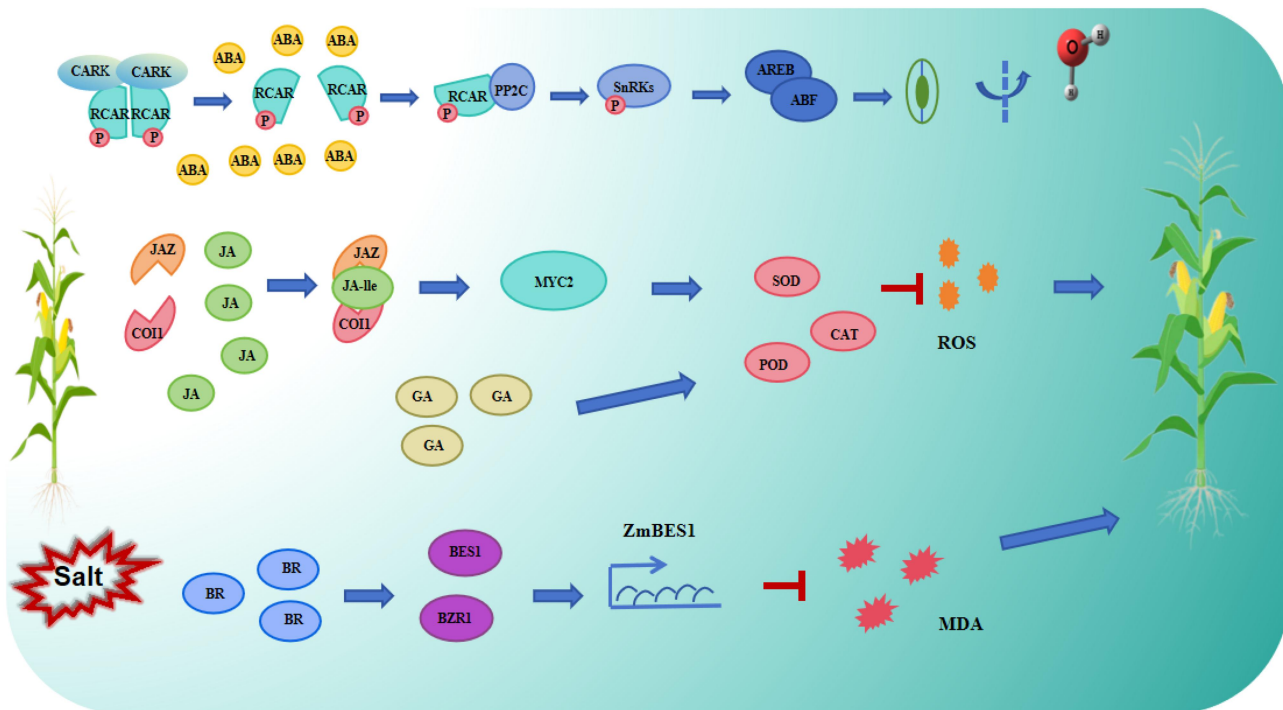 CARK
CARK
RCAR
RCAR
P
P
ABA
ABA
ABA
RCAR
RCAR
P
P
ABA
ABA
ABA
ABA
RCAR
PP2C
P
SnRKs
P
AREB
ABF
O
H
H
JAZ
COI1
JA
JA
JA
JA
JAZ
JA-lle
COI1
MYC2
SOD
CAT
POD
ROS
GA
GA
GA
Salt
BR
BR
BR
BES1
BZR1
ZmBES1
MDA